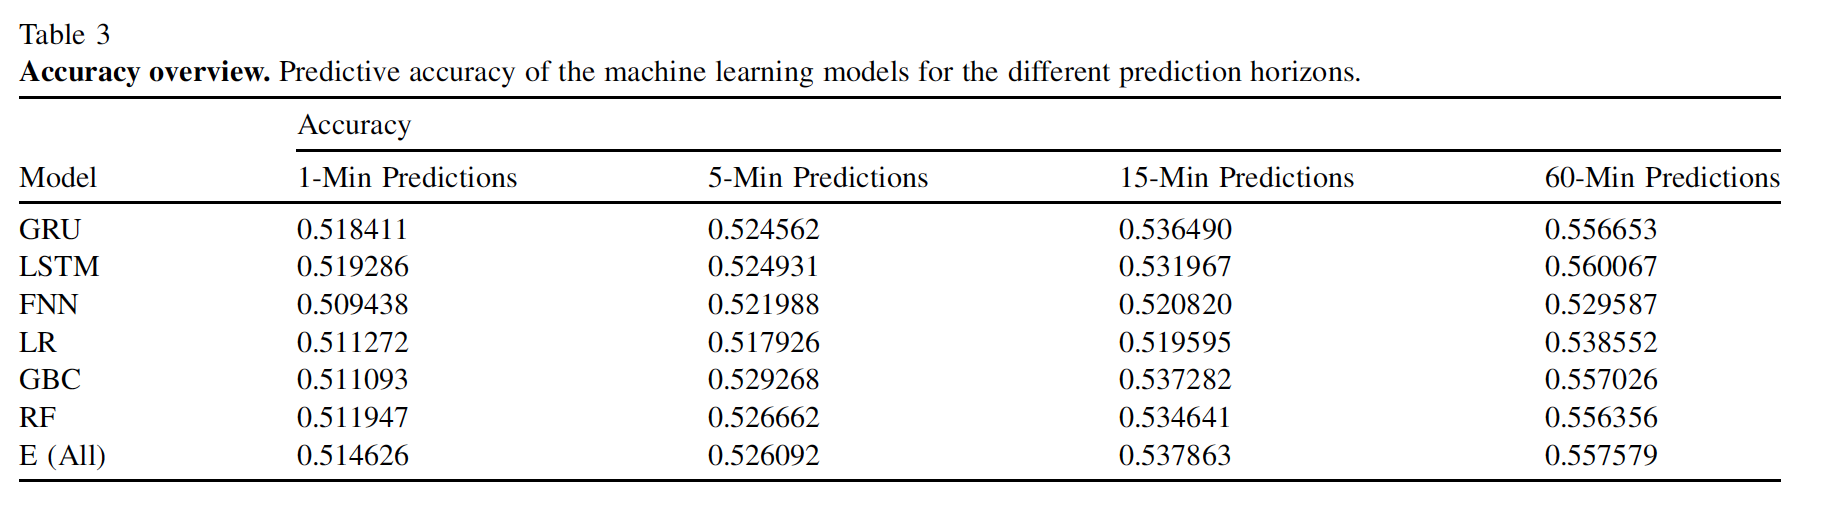 Table 3
Accuracy overview. Predictive accuracy of the machine learning models for the different prediction horizons.
Accuracy
Model 1-Min Predictions 5-Min Predictions 15-Min Predictions 60-Min Predictions
GRU 0.518411 0.524562 0.536490 0.556653
LSTM 0.519286 0.524931 0.531967 0.560067
FNN 0.509438 0.521988 0.520820 0.529587
LR 0.511272 0.517926 0.519595 0.538552
GBC 0.511093 0.529268 0.537282 0.557026
RF 0.511947 0.526662 0.534641 0.556356
E (All) 0.514626 0.526092 0.537863 0.557579